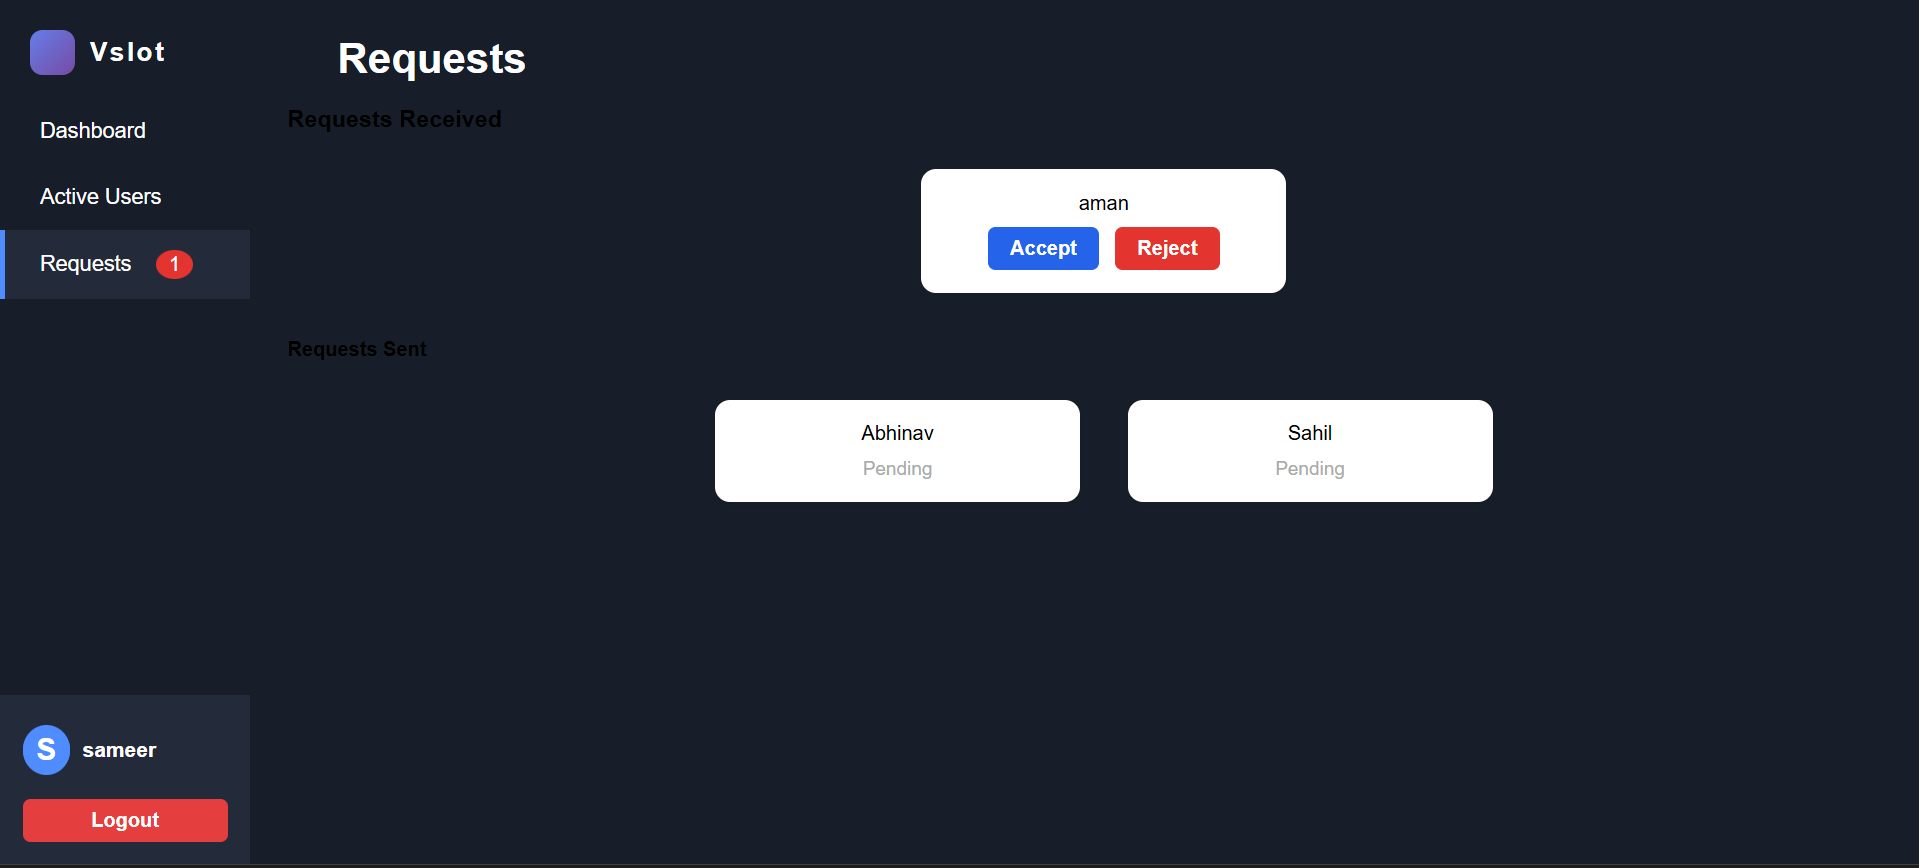 Vslot
Dashboard
Active Users
Requests 1
sameer
S
Logout
Requests
Requests Received
aman
Accept Reject
Requests Sent
Abhinav
Pending
Sahil
Pending